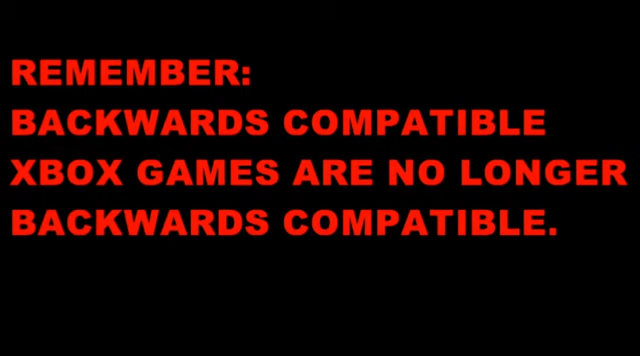 REMEMBER:
BACKWARDS COMPATIBLE
XBOX GAMES ARE NO LONGER
BACKWARDS COMPATIBLE.